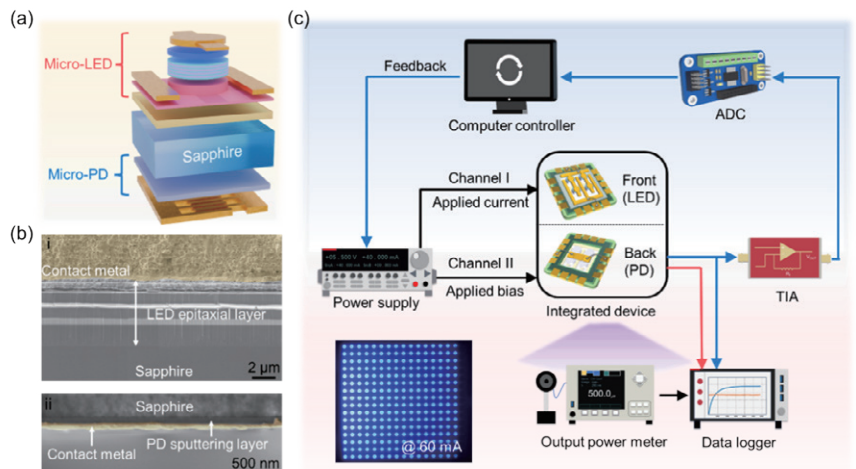 (a)
Micro-LED
Sapphire
Micro-PD
(b)
i
Contact metal
LED epitaxial layer
Sapphire
2 μm
ii
Sapphire
Contact metal
PD sputtering layer
500 nm
(c)
Feedback
Computer controller
ADC
Channel I
Applied current
Front
(LED)
Channel II
Applied bias
Back
(PD)
Power supply
Integrated device
TIA
@ 60 mA
500.0
Output power meter
Data logger